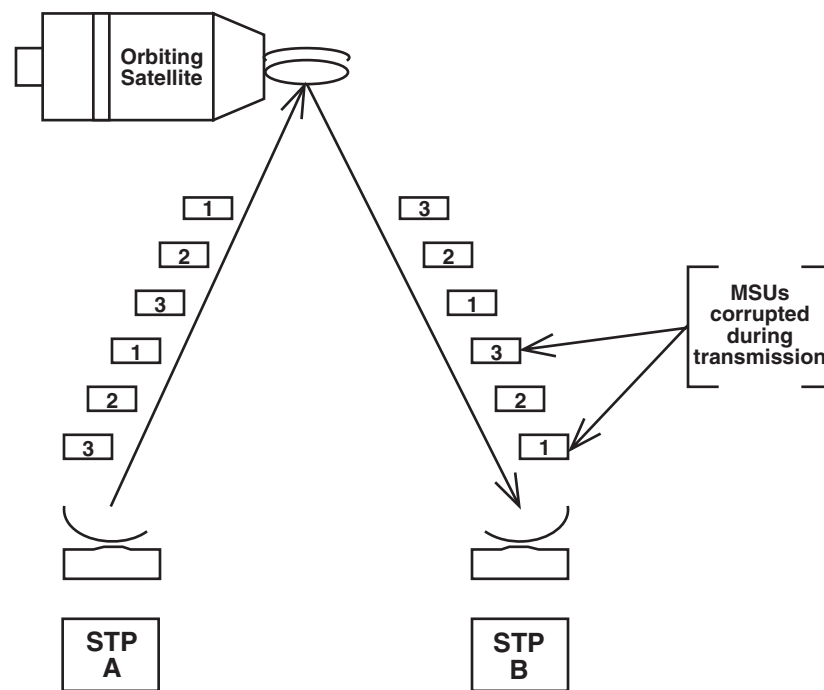 Orbiting
Satellite
1
2
3
1
2
3
3
2
1
3
2
1
MSUs
corrupted
during
transmission
STP
A
STP
B